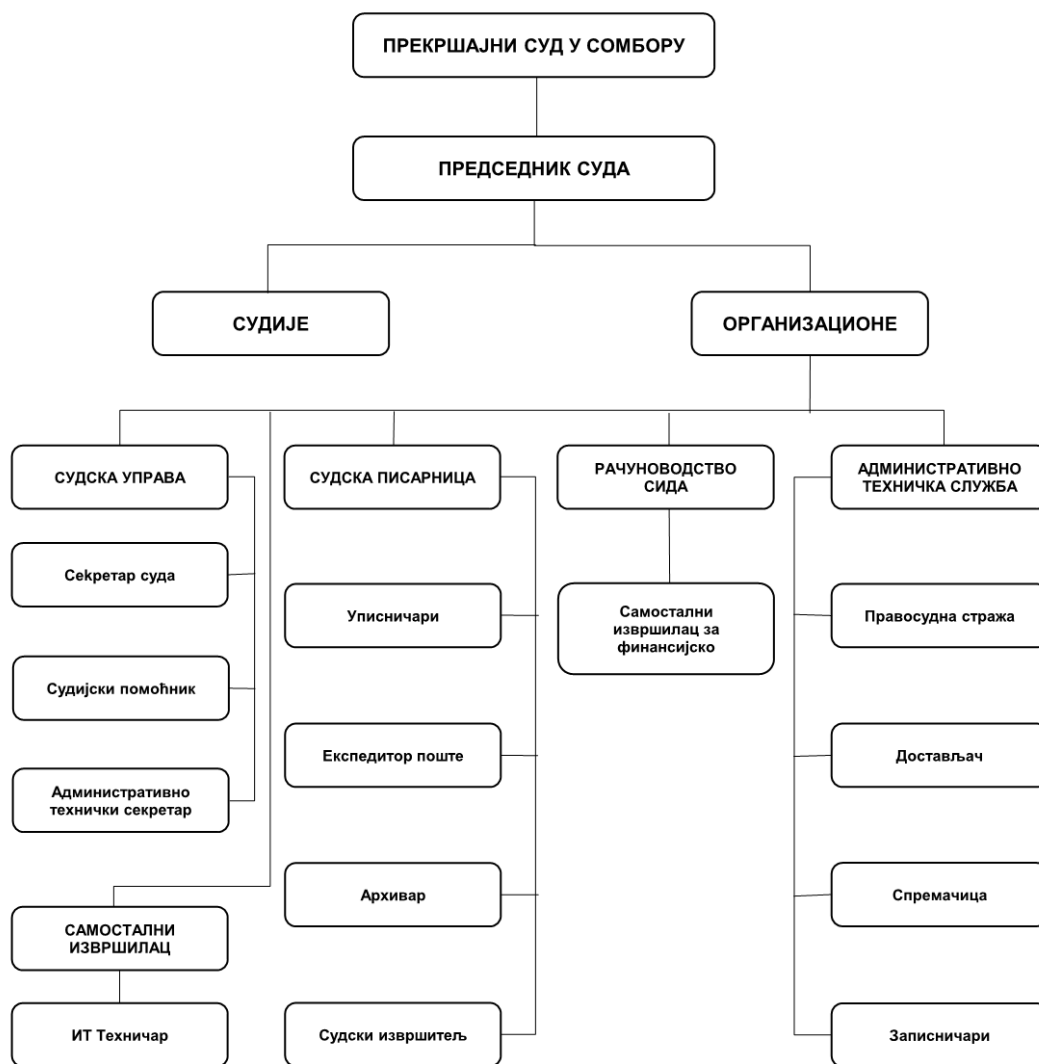 ПРЕКРШАЈНИ СУД У СОМБОРУ
ПРЕДСЕДНИК СУДА
СУДИЈЕ
ОРГАНИЗАЦИОНЕ
СУДСКА УПРАВА
СУДСКА ПИСАРНИЦА
РАЧУНОВОДСТВО
СИДА
АДМИНИСТРАТИВНО
ТЕХНИЧКА СЛУЖБА
Секретар суда
Уписничари
Самостални
извршилац за
финансијско
Правосудна стража
Судијски помоћник
Експедитор поште
Достављач
Административно
технички секретар
Архивар
Спремачица
САМОСТАЛНИ
ИЗВРШИЛАЦ
ИТ Техничар
Судски извршитељ
Записничари